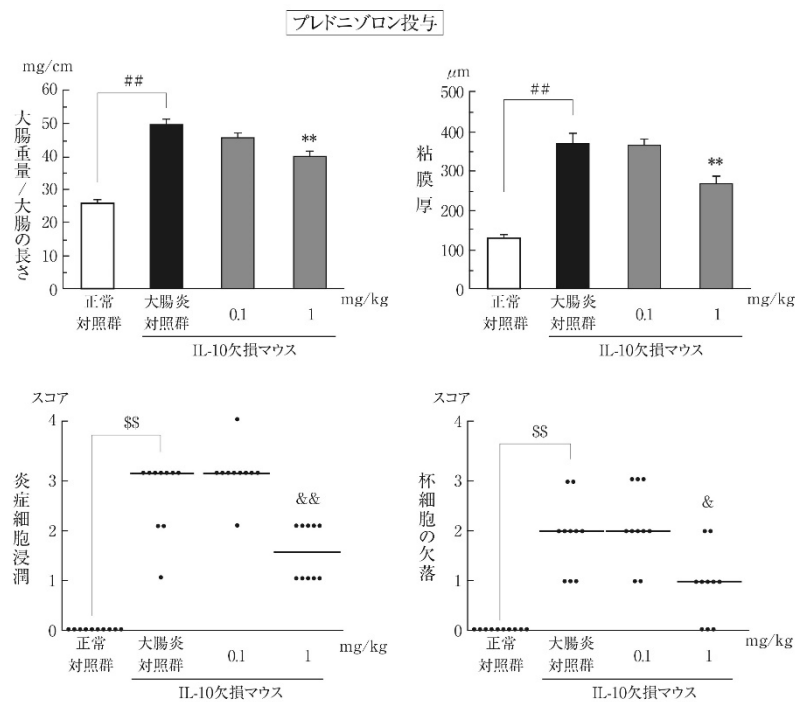 プレドニゾロン投与
mg/cm
大腸重量/大腸の長さ
60
50
40
30
20
10
0
##
**
正常
対照群
大腸炎
対照群
0.1
1
mg/kg
IL-10欠損マウス
μm
粘膜厚
500
400
300
200
100
0
##
**
正常
対照群
大腸炎
対照群
0.1
1
mg/kg
IL-10欠損マウス
スコア
炎症細胞浸潤
4
3
2
1
0
$S
&&
正常
対照群
大腸炎
対照群
0.1
1
mg/kg
IL-10欠損マウス
スコア
杯細胞の欠落
4
3
2
1
0
SS
&
正常
対照群
大腸炎
対照群
0.1
1
mg/kg
IL-10欠損マウス